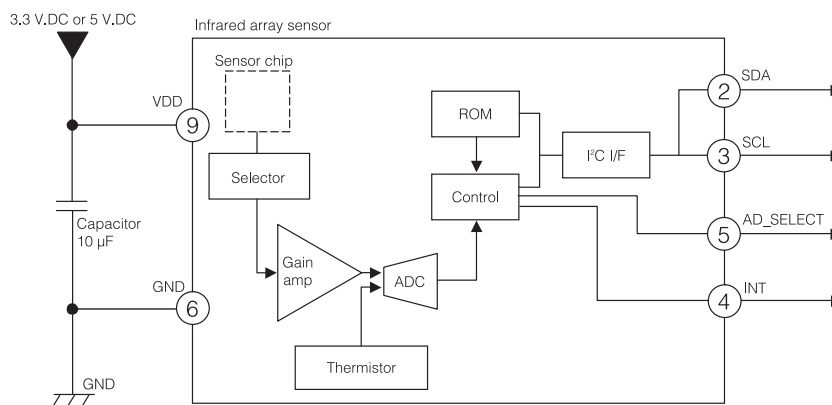 3.3 V.DC or 5 V.DC
Infrared array sensor
Sensor chip
VDD
9
Selector
ROM
Control
I²C I/F
2
SDA
3
SCL
5
AD_SELECT
4
INT
Capacitor
10 µF
Gain
amp
ADC
GND
6
Thermistor
GND